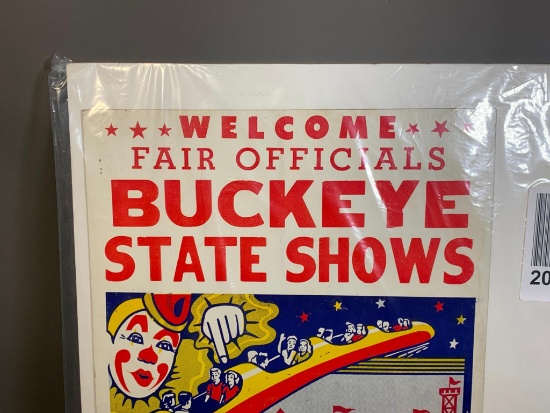 WELCOME
FAIR OFFICIALS
BUCKEYE
STATE SHOWS
20